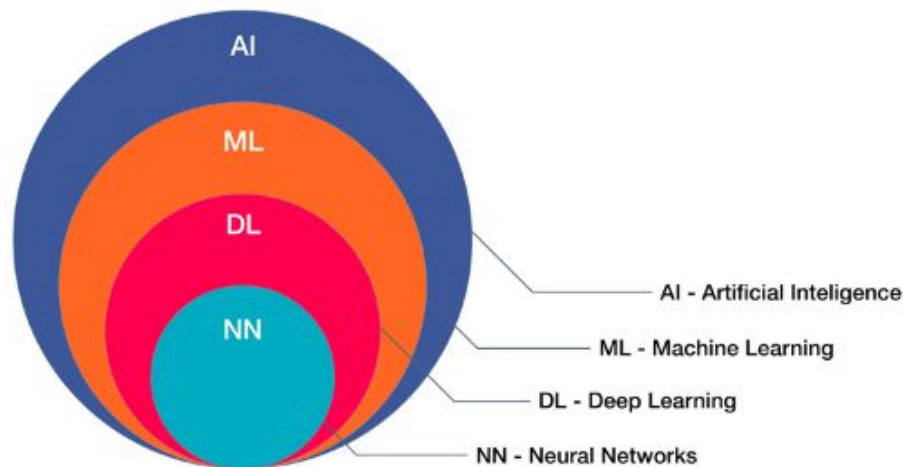 AI
ML
DL
NN
AI - Artificial Inteligence
ML - Machine Learning
DL - Deep Learning
NN - Neural Networks